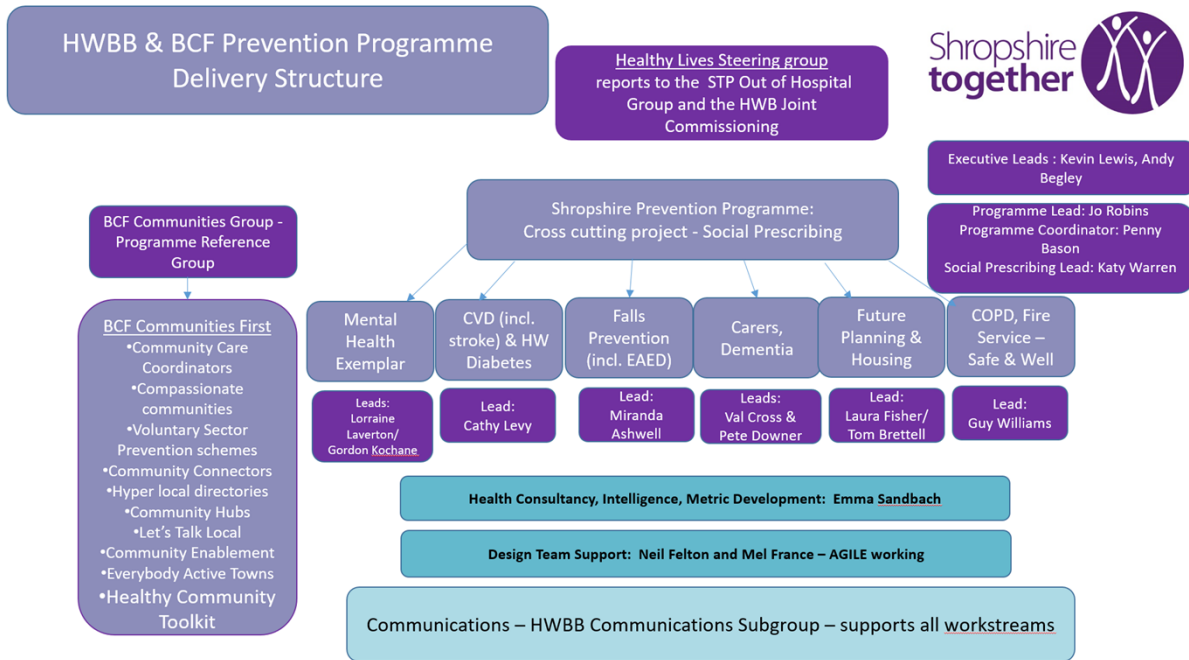 HWBB & BCF Prevention Programme
Delivery Structure
Healthy Lives Steering group
reports to the  STP Out of Hospital
Group and the HWB Joint
Commissioning
Shropshire
together
Executive Leads : Kevin Lewis, Andy
Begley
Programme Lead: Jo Robins
Programme Coordinator: Penny
Bason
Social Prescribing Lead: Katy Warren
BCF Communities Group -
Programme Reference
Group
Shropshire Prevention Programme:
Cross cutting project - Social Prescribing
BCF Communities First
•Community Care
Coordinators
•Compassionate
communities
•Voluntary Sector
Prevention schemes
•Community Connectors
•Hyper local directories
•Community Hubs
•Let's Talk Local
•Community Enablement
•Everybody Active Towns
•Healthy Community
Toolkit
Mental
Health
Exemplar
CVD (incl.
stroke) & HW
Diabetes
Falls
Prevention
(incl. EAED)
Carers,
Dementia
Future
Planning &
Housing
COPD, Fire
Service –
Safe & Well
Leads:
Lorraine
Laverton/
Gordon Kochane
Lead:
Cathy Levy
Lead:
Miranda
Ashwell
Leads:
Val Cross &
Pete Downer
Lead:
Laura Fisher/
Tom Brettell
Lead:
Guy Williams
Health Consultancy, Intelligence, Metric Development:  Emma Sandbach
Design Team Support:  Neil Felton and Mel France – AGILE working
Communications – HWBB Communications Subgroup – supports all workstreams